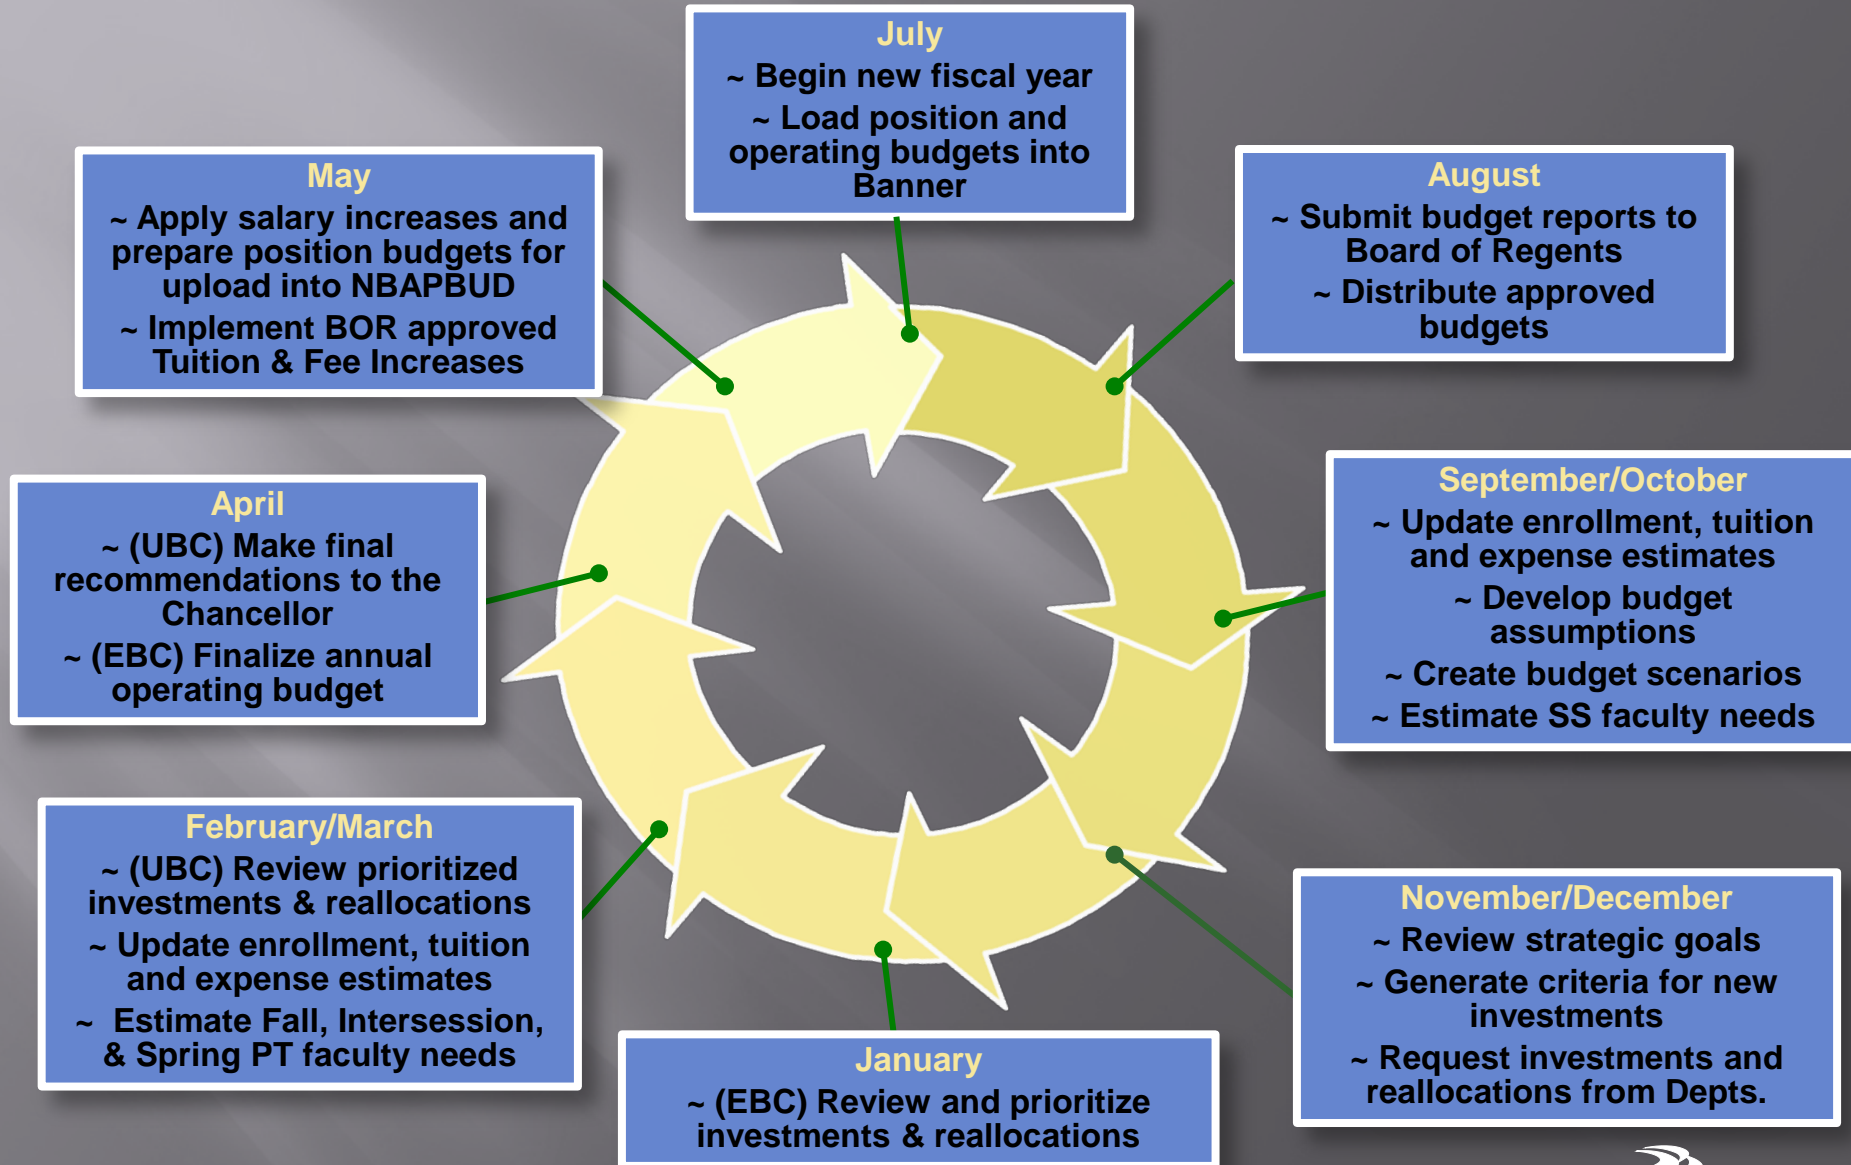 July
~ Begin new fiscal year
~ Load position and
operating budgets into
Banner
August
~ Submit budget reports to
Board of Regents
~ Distribute approved
budgets
September/October
~ Update enrollment, tuition
and expense estimates
~ Develop budget
assumptions
~ Create budget scenarios
~ Estimate SS faculty needs
November/December
~ Review strategic goals
~ Generate criteria for new
investments
~ Request investments and
reallocations from Depts.
January
~ (EBC) Review and prioritize
investments & reallocations
February/March
~ (UBC) Review prioritized
investments & reallocations
~ Update enrollment, tuition
and expense estimates
~ Estimate Fall, Intersession,
& Spring PT faculty needs
April
~ (UBC) Make final
recommendations to the
Chancellor
~ (EBC) Finalize annual
operating budget
May
~ Apply salary increases and
prepare position budgets for
upload into NBAPBUD
~ Implement BOR approved
Tuition & Fee Increases